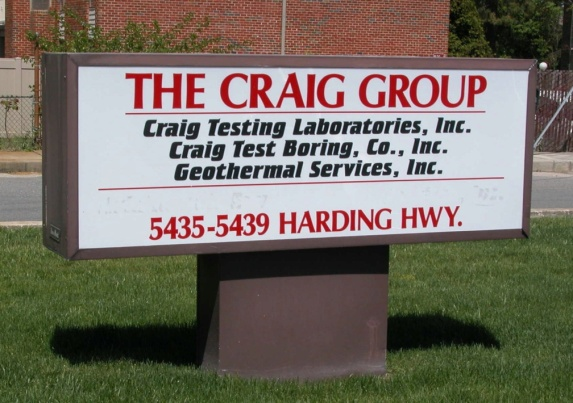 THE CRAIG GROUP
Craig Testing Laboratories, Inc.
Craig Test Boring, Co., Inc.
Geothermal Services, Inc.
5435-5439 HARDING HWY.